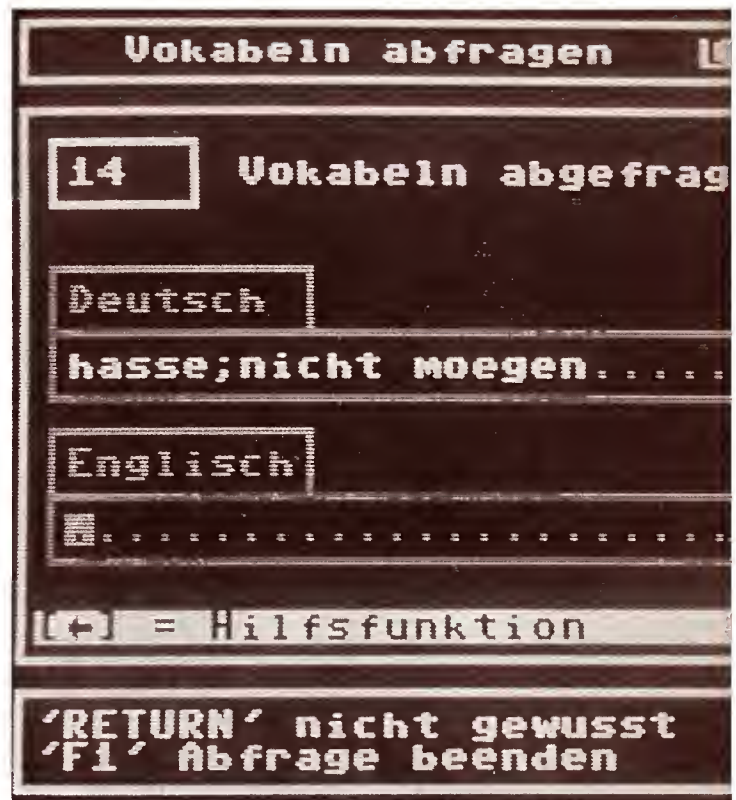 Vokabeln abfragen
14 Vokabeln abgefrag
Deutsch
hasse;nicht moegen.....
Englisch
......................
[←] = Hilfsfunktion
'RETURN' nicht gewusst
'F1' Abfrage beenden